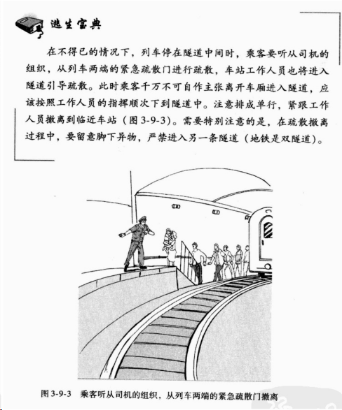 逃生宝典
在不得已的情况下，列车停在隧道中间时，乘客要听从司机的
组织，从列车两端的紧急疏散门进行疏散，车站工作人员也将进入
隧道引导疏散。此时乘客千万不可自作主张离开车厢进入隧道，应
该按照工作人员的指挥顺次下到隧道中。注意排成单行，紧跟工作
人员撤离到临近车站（图3-9-3）。需要特别注意的是，在疏散撤离
过程中，要留意脚下异物，严禁进入另一条隧道（地铁是双隧道）。
图3-9-3 乘客听从司机的组织，从列车两端的紧急疏散门撤离